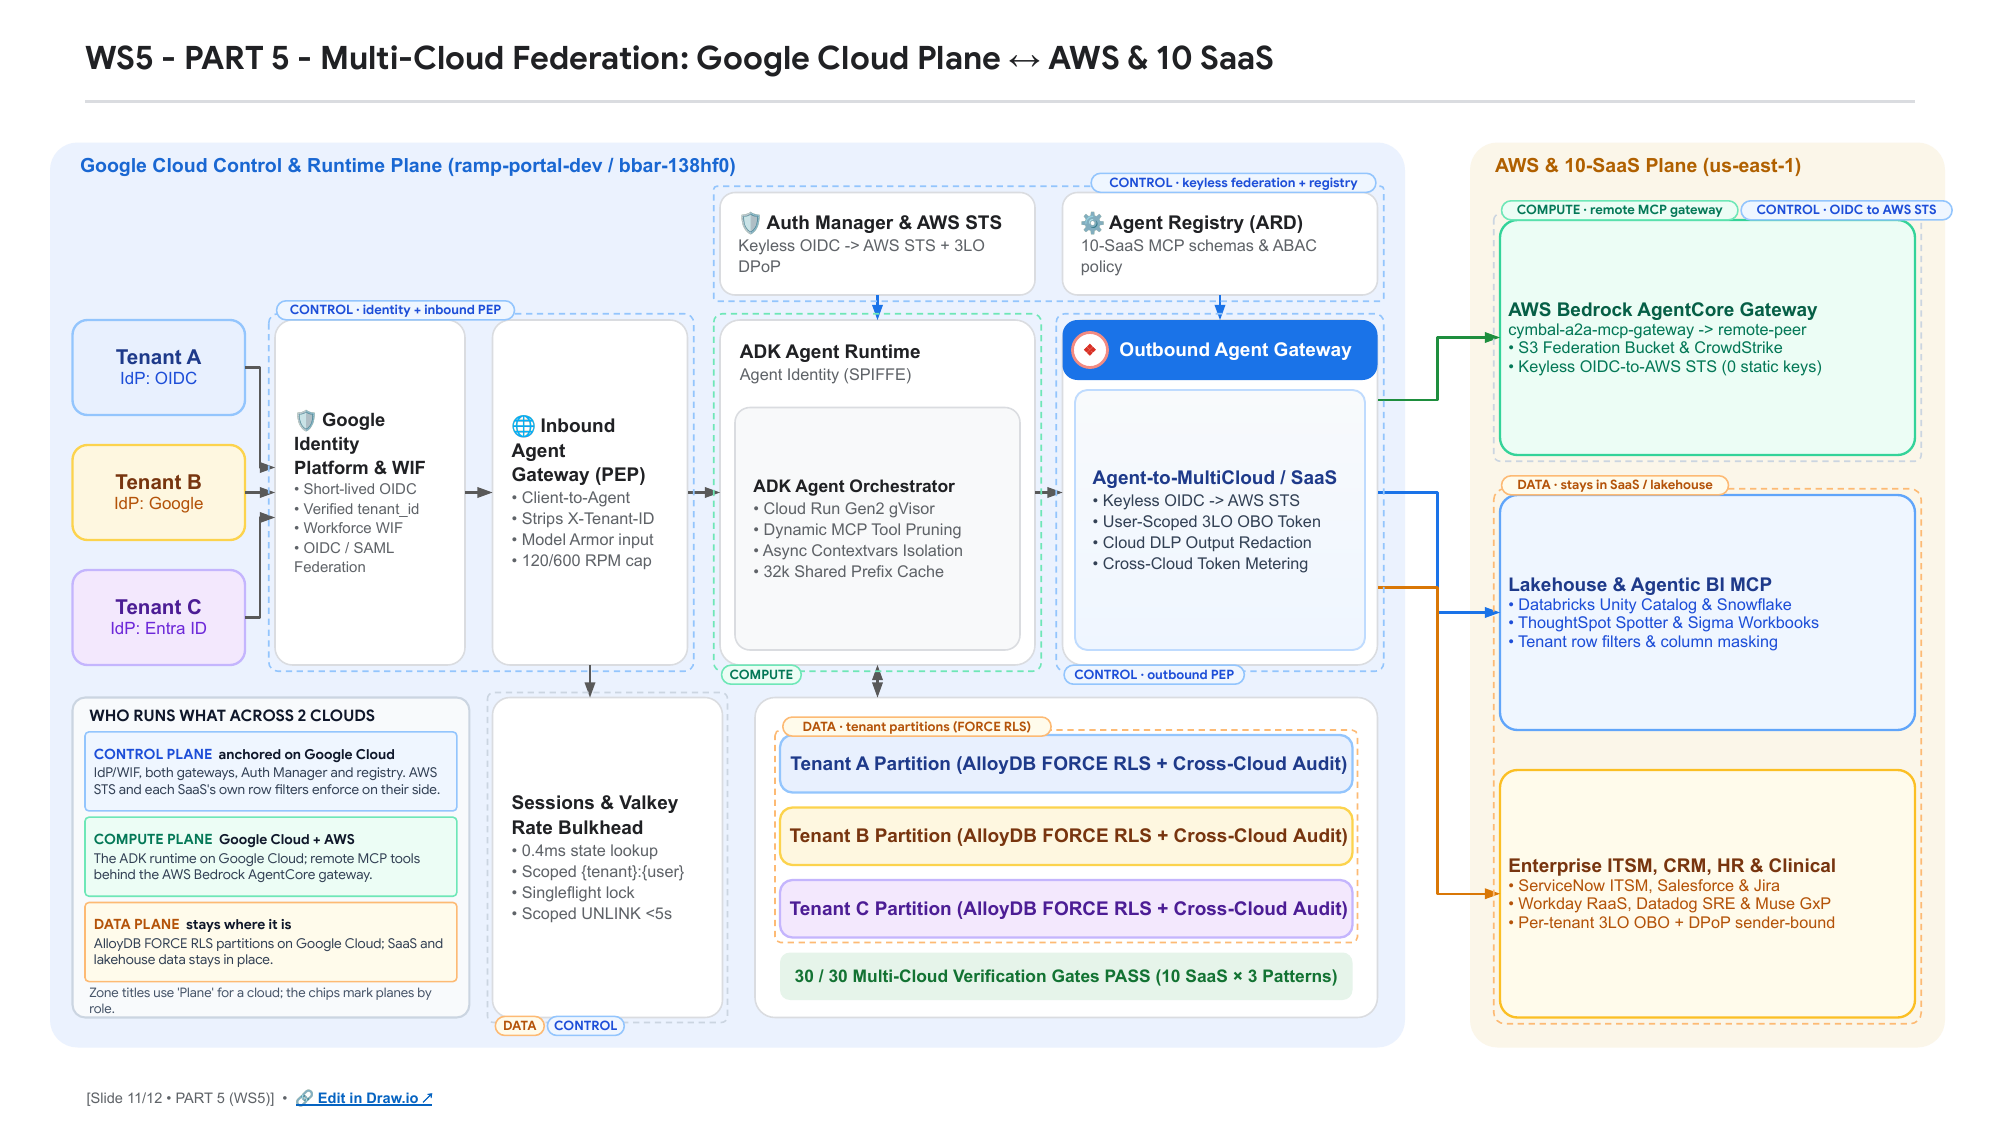 WS5 - PART 5 - Multi-Cloud Federation: Google Cloud Plane ↔ AWS & 10 SaaS
Google Cloud Control & Runtime Plane (ramp-portal-dev / bbar-138hf0)
CONTROL · keyless federation + registry
🛡️ Auth Manager & AWS STS
Keyless OIDC -> AWS STS + 3LO
DPoP
⚙️ Agent Registry (ARD)
10-SaaS MCP schemas & ABAC
policy
CONTROL · identity + inbound PEP
Tenant A
IdP: OIDC
Tenant B
IdP: Google
Tenant C
IdP: Entra ID
🛡️ Google
Identity
Platform & WIF
• Short-lived OIDC
• Verified tenant_id
• Workforce WIF
• OIDC / SAML
Federation
🌐 Inbound
Agent
Gateway (PEP)
• Client-to-Agent
• Strips X-Tenant-ID
• Model Armor input
• 120/600 RPM cap
ADK Agent Runtime
Agent Identity (SPIFFE)
ADK Agent Orchestrator
• Cloud Run Gen2 gVisor
• Dynamic MCP Tool Pruning
• Async Contextvars Isolation
• 32k Shared Prefix Cache
COMPUTE
Outbound Agent Gateway
Agent-to-MultiCloud / SaaS
• Keyless OIDC -> AWS STS
• User-Scoped 3LO OBO Token
• Cloud DLP Output Redaction
• Cross-Cloud Token Metering
CONTROL · outbound PEP
WHO RUNS WHAT ACROSS 2 CLOUDS
CONTROL PLANE anchored on Google Cloud
IdP/WIF, both gateways, Auth Manager and registry. AWS
STS and each SaaS's own row filters enforce on their side.
COMPUTE PLANE Google Cloud + AWS
The ADK runtime on Google Cloud; remote MCP tools
behind the AWS Bedrock AgentCore gateway.
DATA PLANE stays where it is
AlloyDB FORCE RLS partitions on Google Cloud; SaaS and
lakehouse data stays in place.
Zone titles use 'Plane' for a cloud; the chips mark planes by
role.
Sessions & Valkey
Rate Bulkhead
• 0.4ms state lookup
• Scoped {tenant}:{user}
• Singleflight lock
• Scoped UNLINK <5s
DATA
CONTROL
DATA · tenant partitions (FORCE RLS)
Tenant A Partition (AlloyDB FORCE RLS + Cross-Cloud Audit)
Tenant B Partition (AlloyDB FORCE RLS + Cross-Cloud Audit)
Tenant C Partition (AlloyDB FORCE RLS + Cross-Cloud Audit)
30 / 30 Multi-Cloud Verification Gates PASS (10 SaaS × 3 Patterns)
AWS & 10-SaaS Plane (us-east-1)
COMPUTE · remote MCP gateway
CONTROL · OIDC to AWS STS
AWS Bedrock AgentCore Gateway
cymbal-a2a-mcp-gateway -> remote-peer
• S3 Federation Bucket & CrowdStrike
• Keyless OIDC-to-AWS STS (0 static keys)
DATA · stays in SaaS / lakehouse
Lakehouse & Agentic BI MCP
• Databricks Unity Catalog & Snowflake
• ThoughtSpot Spotter & Sigma Workbooks
• Tenant row filters & column masking
Enterprise ITSM, CRM, HR & Clinical
• ServiceNow ITSM, Salesforce & Jira
• Workday RaaS, Datadog SRE & Muse GxP
• Per-tenant 3LO OBO + DPoP sender-bound
[Slide 11/12 • PART 5 (WS5)] • 🔗 Edit in Draw.io ↗